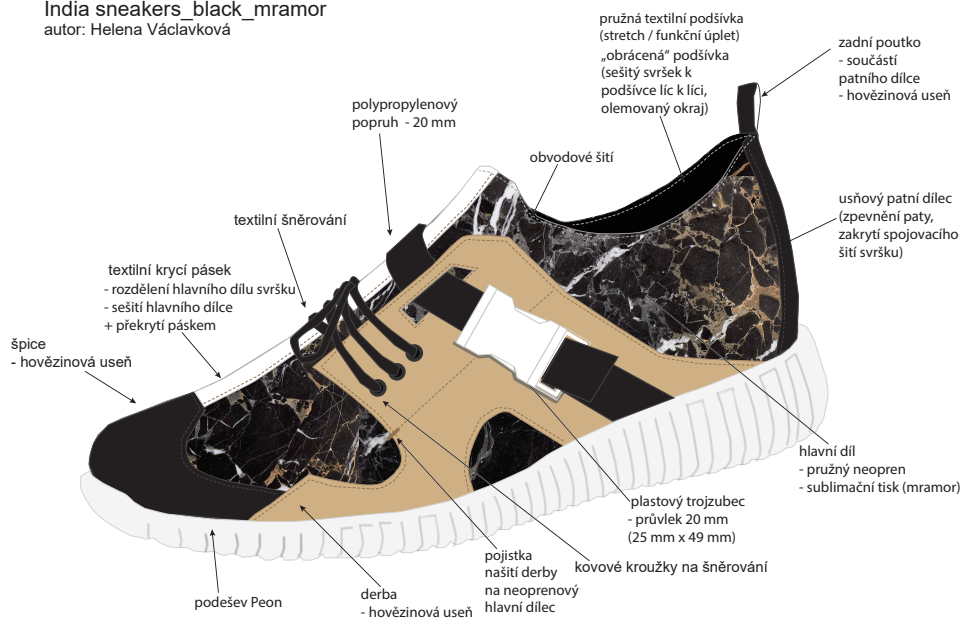 India sneakers_black_mramor
autor: Helena Václavková
pružná textilní podšívka
(stretch / funkční úplet)
„obrácená“ podšívka
(sešitý svršek k
podšívce líc k líci,
olemovaný okraj)
zadní poutko
- součástí
patního dílce
- hovězinová useň
polypropylenový
popruh - 20 mm
obvodové šití
usňový patní dílec
(zpevnění paty,
zakrytí spojovacího
šití svršku)
textilní šněrování
textilní krycí pásek
- rozdělení hlavního dílu svršku
- sešití hlavního dílce
+ překrytí páskem
špice
- hovězinová useň
hlavní díl
- pružný neopren
- sublimační tisk (mramor)
plastový trojzubec
- průvlek 20 mm
(25 mm x 49 mm)
kovové kroužky na šněrování
pojistka
našití derby
na neoprenový
hlavní dílec
derba
- hovězinová useň
podešev Peon